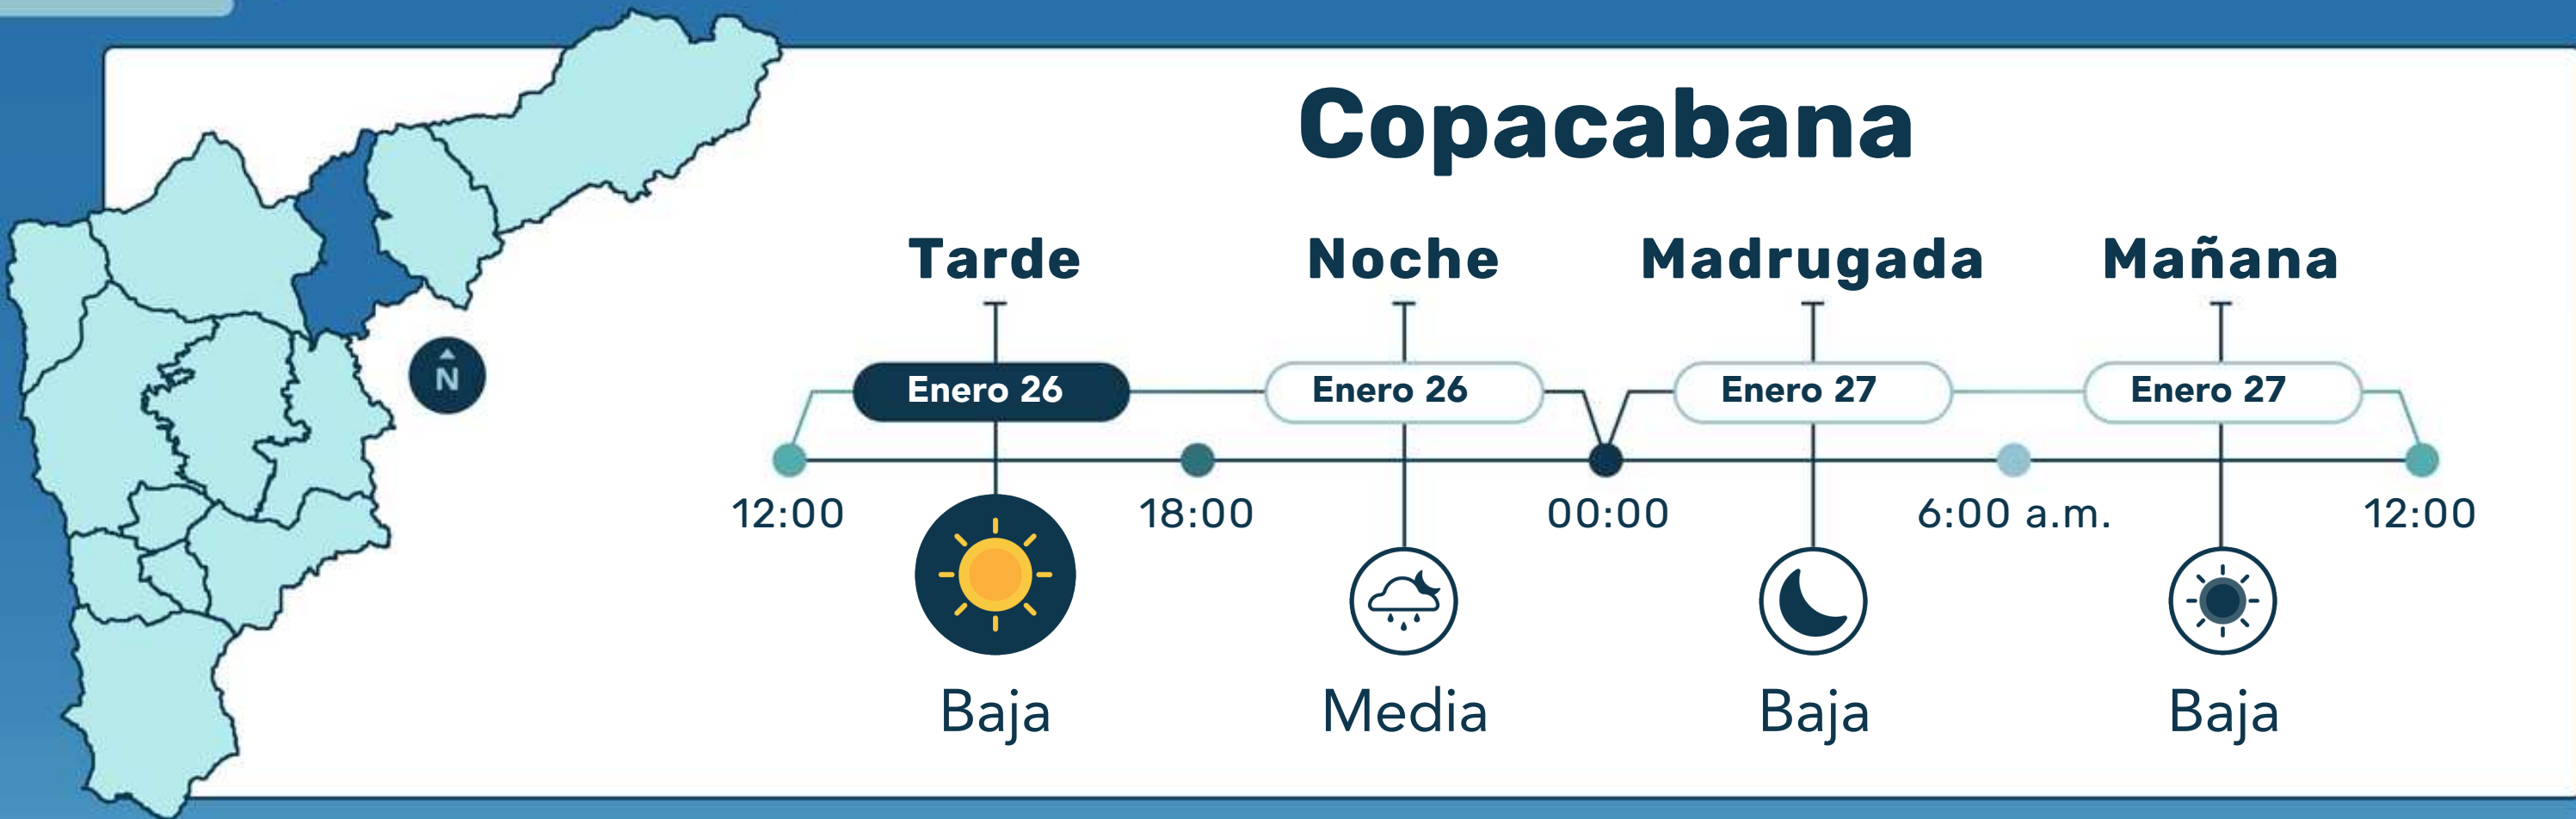 Copacabana
Tarde Noche Madrugada Mañana
Enero 26 Enero 26 Enero 27 Enero 27
N
12:00 18:00 00:00 6:00 a.m. 12:00
Baja Media Baja Baja